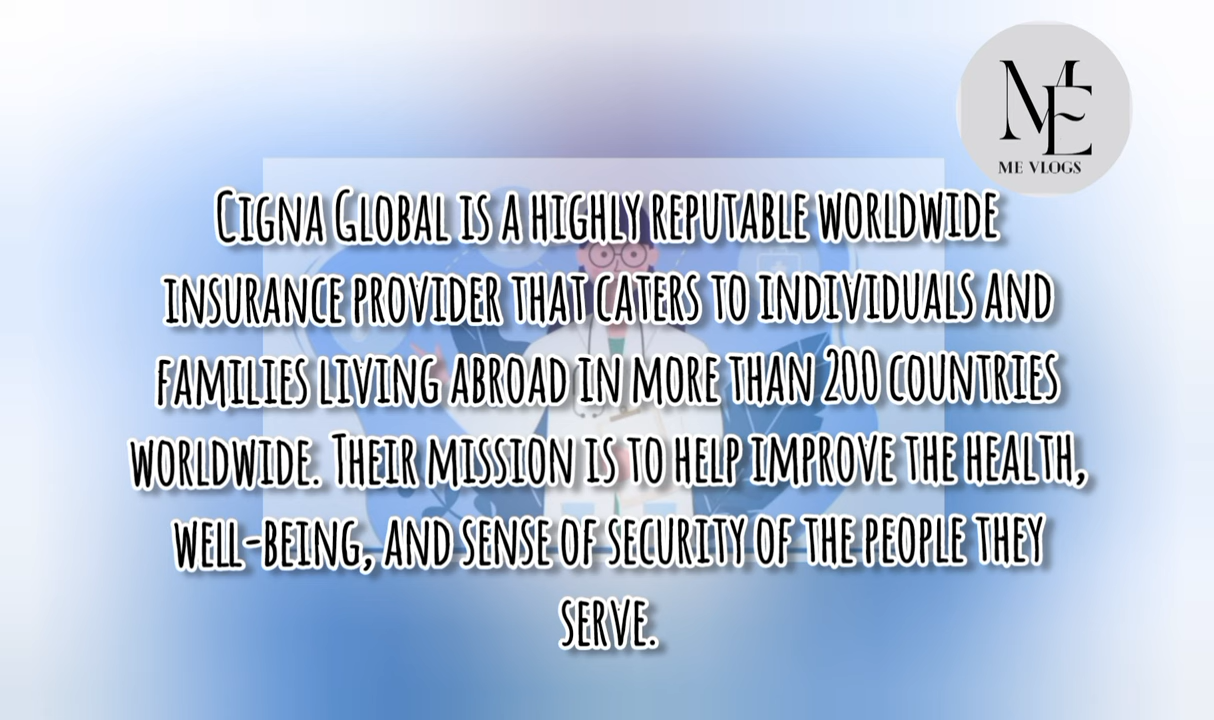 ME
ME VLOGS
Cigna Global is a highly reputable worldwide
insurance provider that caters to individuals and
families living abroad in more than 200 countries
worldwide. Their mission is to help improve the health,
well-being, and sense of security of the people they
serve.